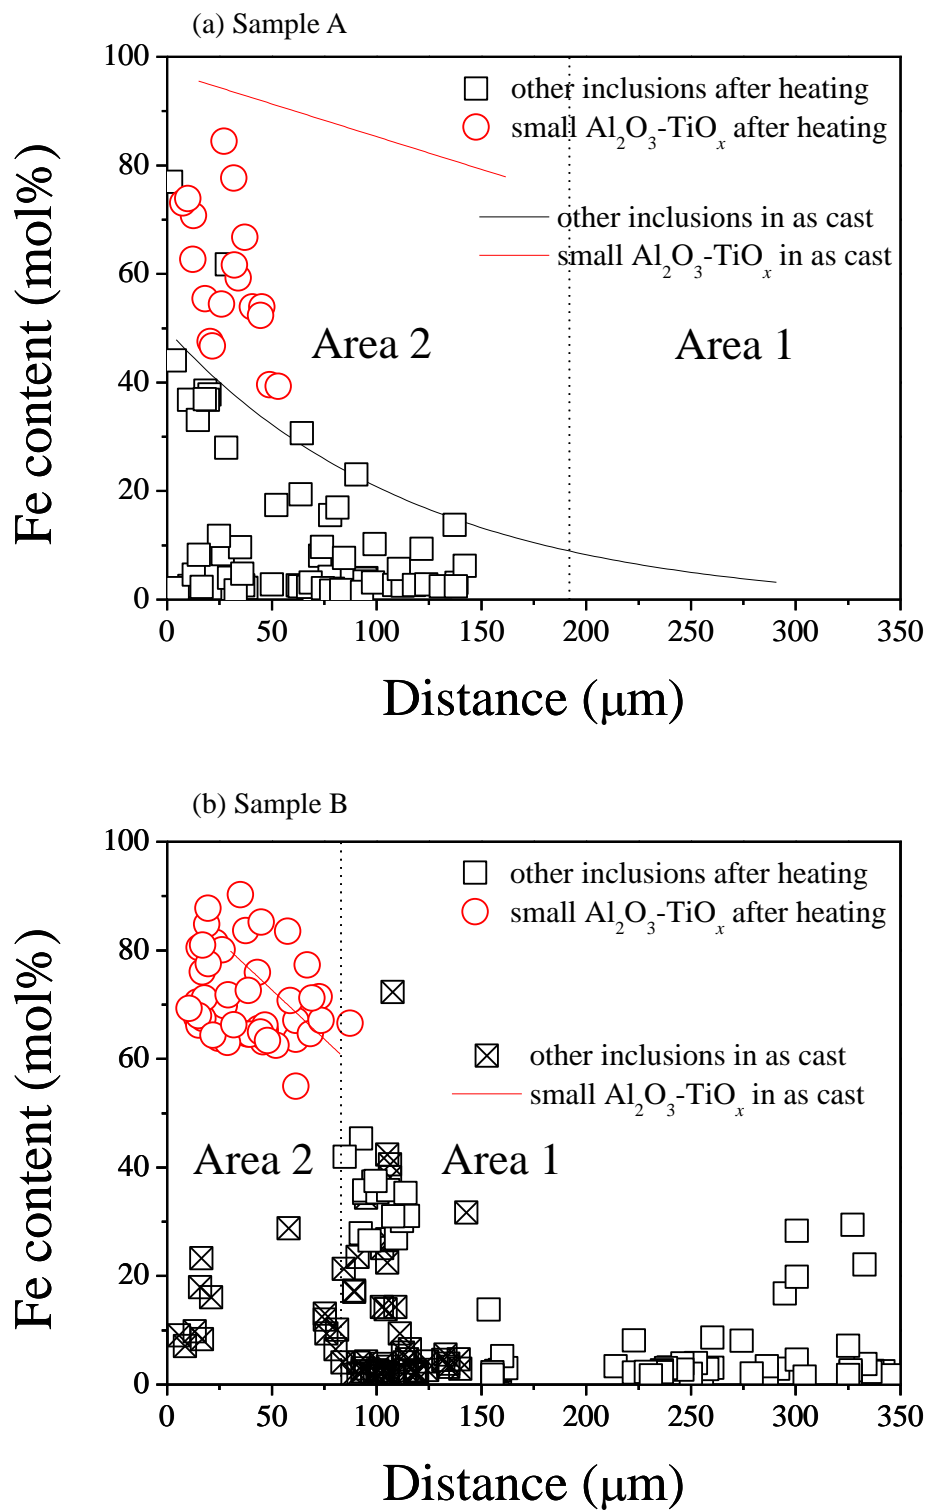 (a) Sample A
100
80
60
40
20
0
Fe content (mol%)
other inclusions after heating
small Al₂O₃-TiOₓ after heating
other inclusions in as cast
small Al₂O₃-TiOₓ in as cast
Area 2
Area 1
0 50 100 150 200 250 300 350
Distance (μm)
(b) Sample B
100
80
60
40
20
0
Fe content (mol%)
other inclusions after heating
small Al₂O₃-TiOₓ after heating
other inclusions in as cast
small Al₂O₃-TiOₓ in as cast
Area 2
Area 1
0 50 100 150 200 250 300 350
Distance (μm)